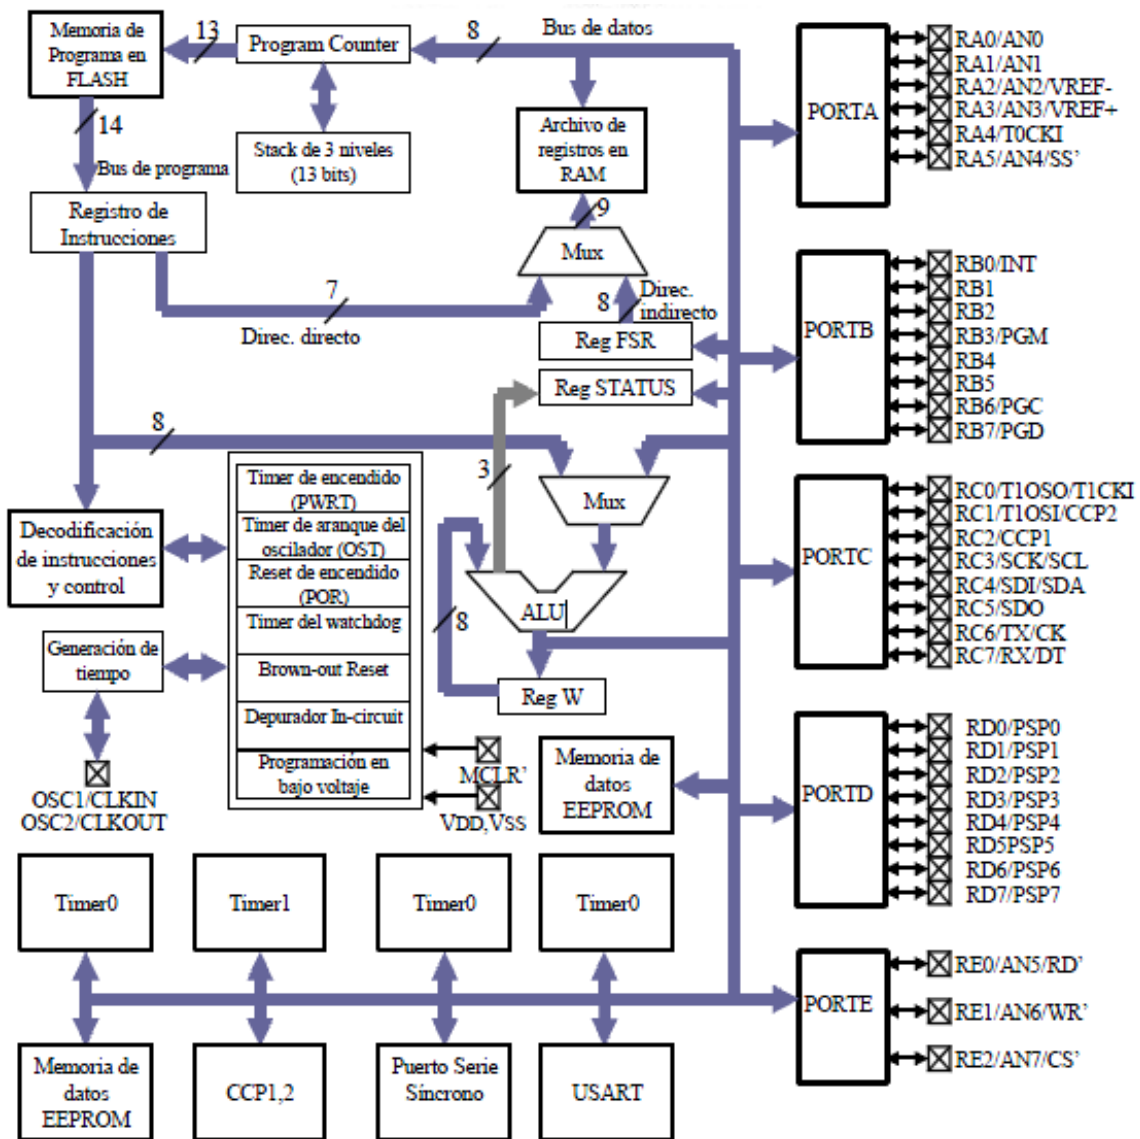 Memoria de
Programa en
FLASH
13
Program Counter
8
Bus de datos
14
Bus de programa
Stack de 3 niveles
(13 bits)
Archivo de
registros en
RAM
9
Registro de
Instrucciones
Mux
7
Direc. directo
8
Direc.
indirecto
Reg FSR
Reg STATUS
8
3
Mux
Timer de encendido
(PWRT)
Timer de aranque del
oscilador (OST)
Reset de encendido
(POR)
Timer del watchdog
Brown-out Reset
Depurador In-circuit
Programación en
bajo voltaje
Decodificación
de instrucciones
y control
ALU
8
Reg W
Generación de
tiempo
OSC1/CLKIN
OSC2/CLKOUT
MCLR'
VDD,VSS
Memoria de
datos
EEPROM
Timer0
Timer1
Timer0
Timer0
Memoria de
datos
EEPROM
CCP1,2
Puerto Serie
Síncrono
USART
PORTA
RA0/AN0
RA1/AN1
RA2/AN2/VREF-
RA3/AN3/VREF+
RA4/T0CKI
RA5/AN4/SS'
PORTB
RB0/INT
RB1
RB2
RB3/PGM
RB4
RB5
RB6/PGC
RB7/PGD
PORTC
RC0/T1OSO/T1CKI
RC1/T1OSI/CCP2
RC2/CCP1
RC3/SCK/SCL
RC4/SDI/SDA
RC5/SDO
RC6/TX/CK
RC7/RX/DT
PORTD
RD0/PSP0
RD1/PSP1
RD2/PSP2
RD3/PSP3
RD4/PSP4
RD5PSP5
RD6/PSP6
RD7/PSP7
PORTE
RE0/AN5/RD'
RE1/AN6/WR'
RE2/AN7/CS'